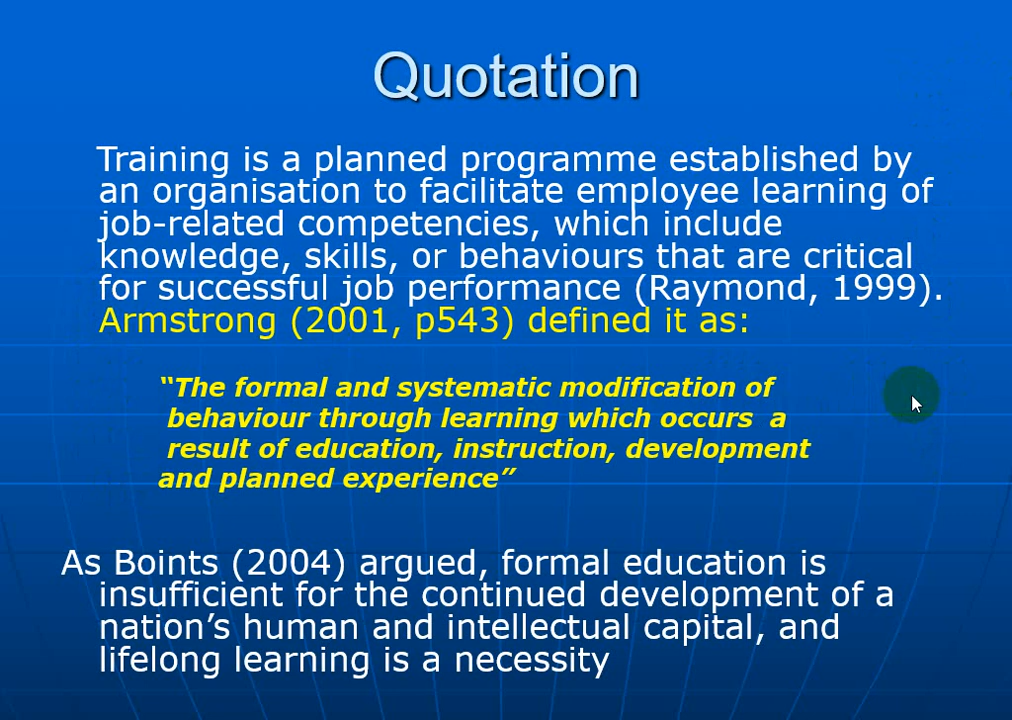 Quotation
Training is a planned programme established by
an organisation to facilitate employee learning of
job-related competencies, which include
knowledge, skills, or behaviours that are critical
for successful job performance (Raymond, 1999).
Armstrong (2001, p543) defined it as:
“The formal and systematic modification of
behaviour through learning which occurs a
result of education, instruction, development
and planned experience”
As Boints (2004) argued, formal education is
insufficient for the continued development of a
nation’s human and intellectual capital, and
lifelong learning is a necessity